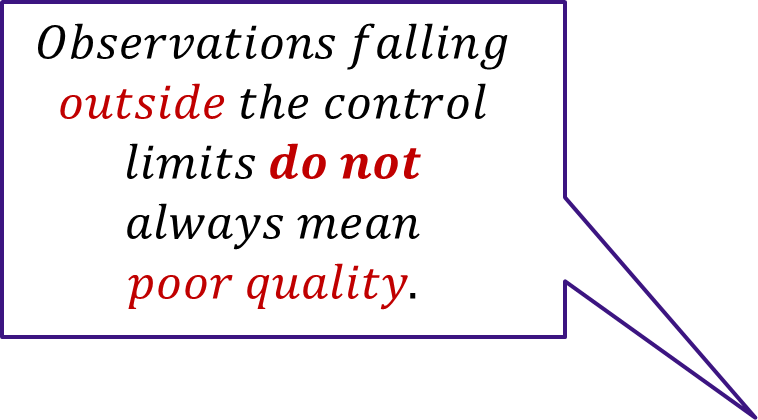 Observations falling
outside the control
limits do not
always mean
poor quality.